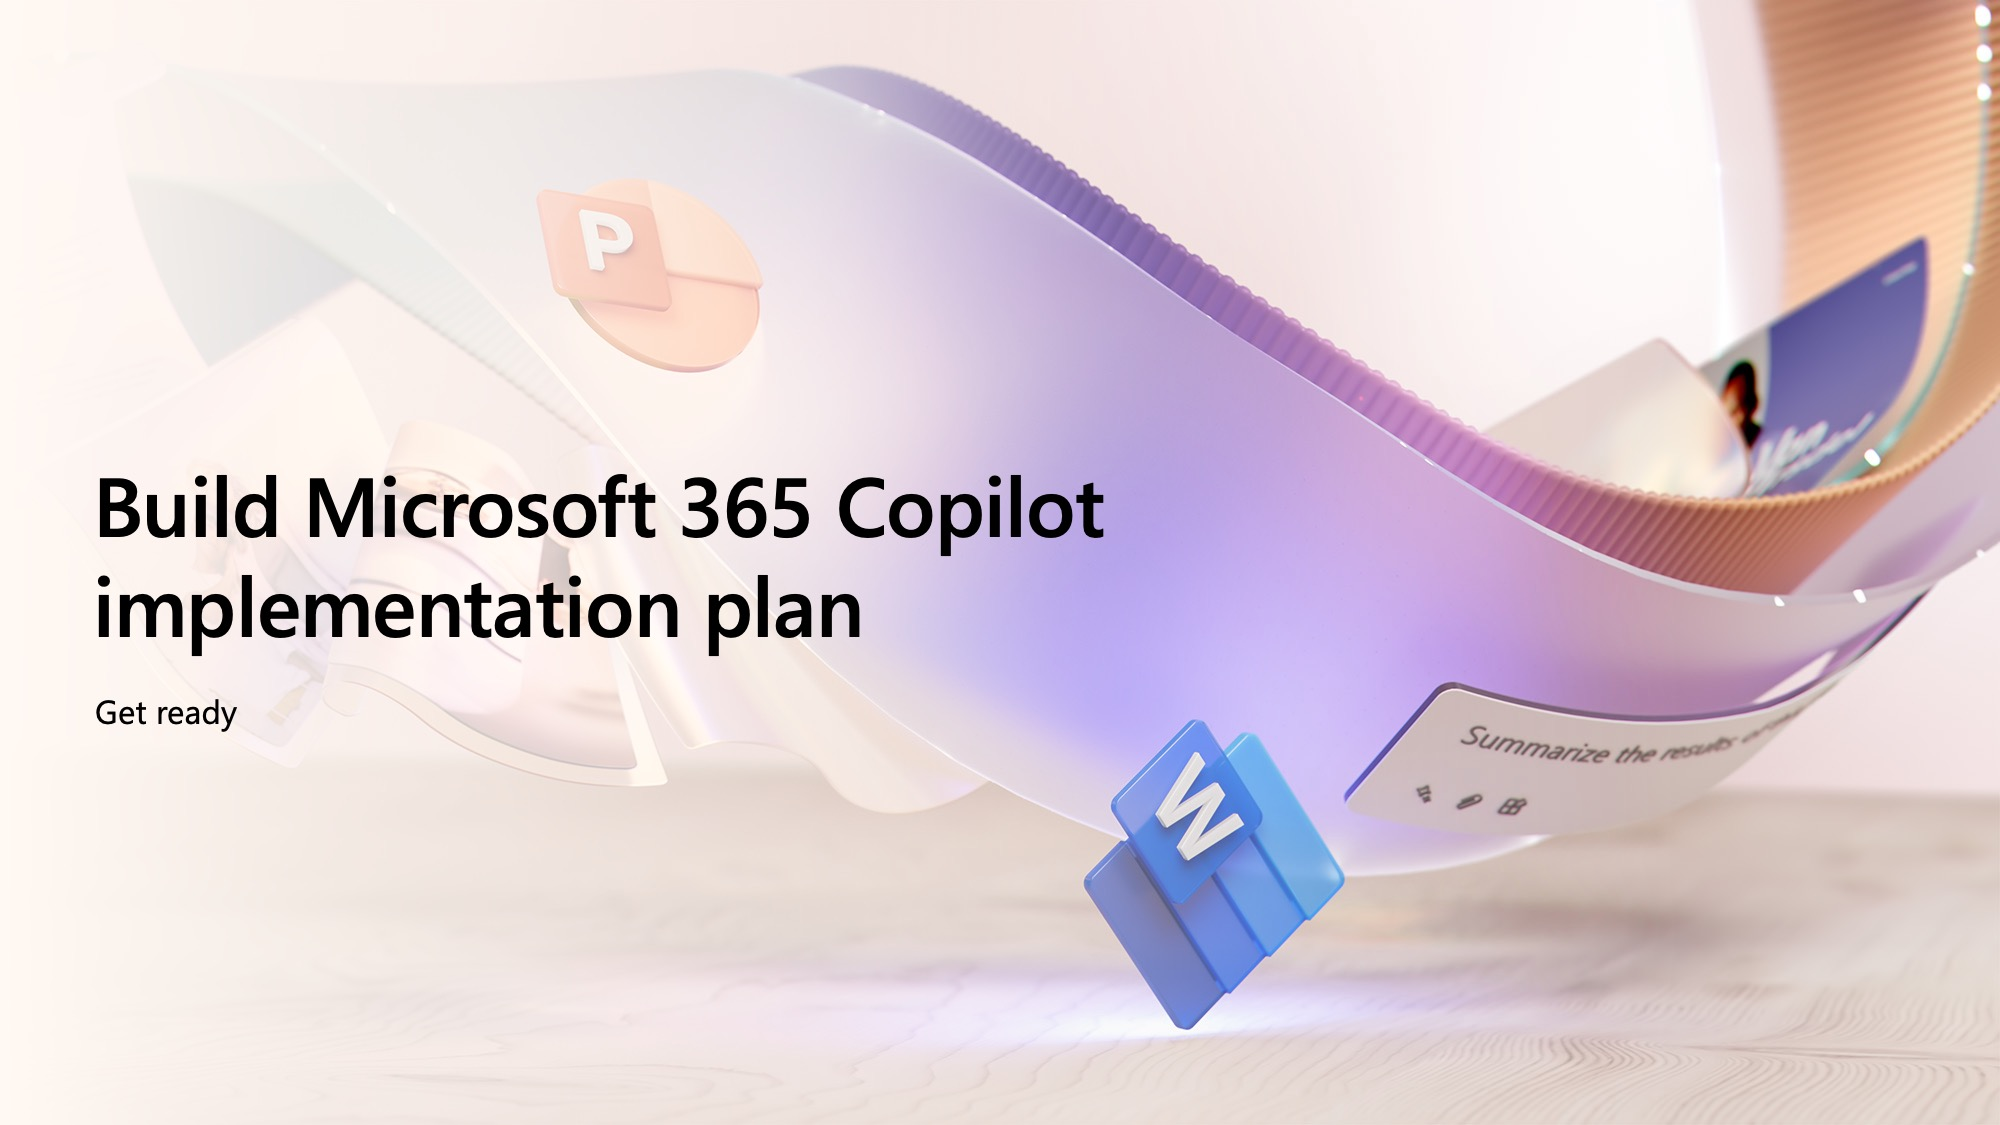 P
Build Microsoft 365 Copilot
implementation plan
Get ready
Summarize the results
W